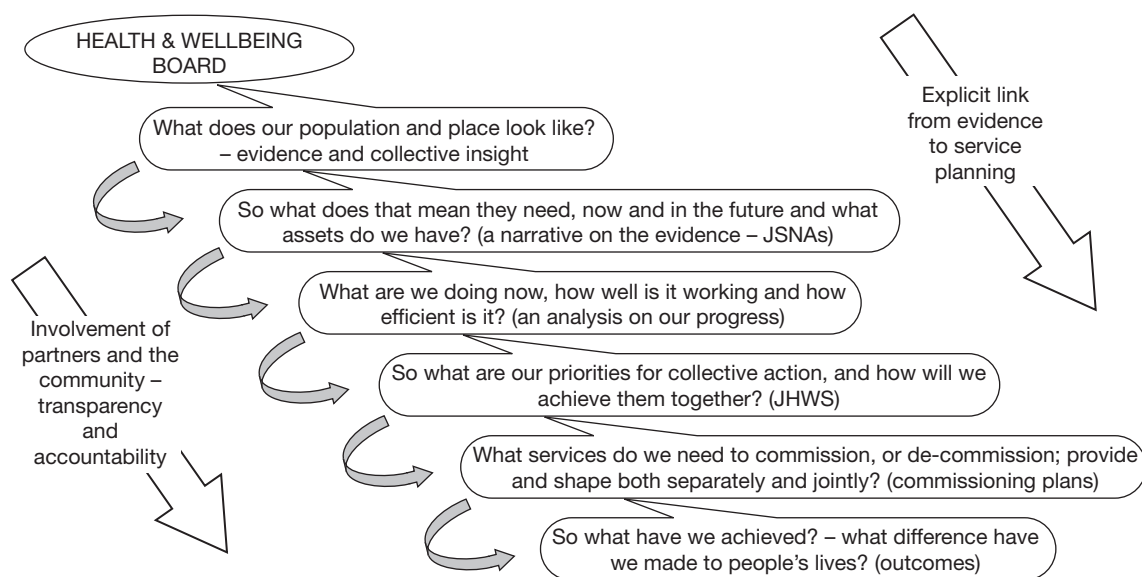 HEALTH & WELLBEING
BOARD
What does our population and place look like?
– evidence and collective insight
So what does that mean they need, now and in the future and what
assets do we have? (a narrative on the evidence – JSNAs)
What are we doing now, how well is it working and how
efficient is it? (an analysis on our progress)
So what are our priorities for collective action, and how will we
achieve them together? (JHWS)
What services do we need to commission, or de-commission; provide
and shape both separately and jointly? (commissioning plans)
So what have we achieved? – what difference have
we made to people’s lives? (outcomes)
Explicit link
from evidence
to service
planning
Involvement of
partners and the
community –
transparency
and
accountability